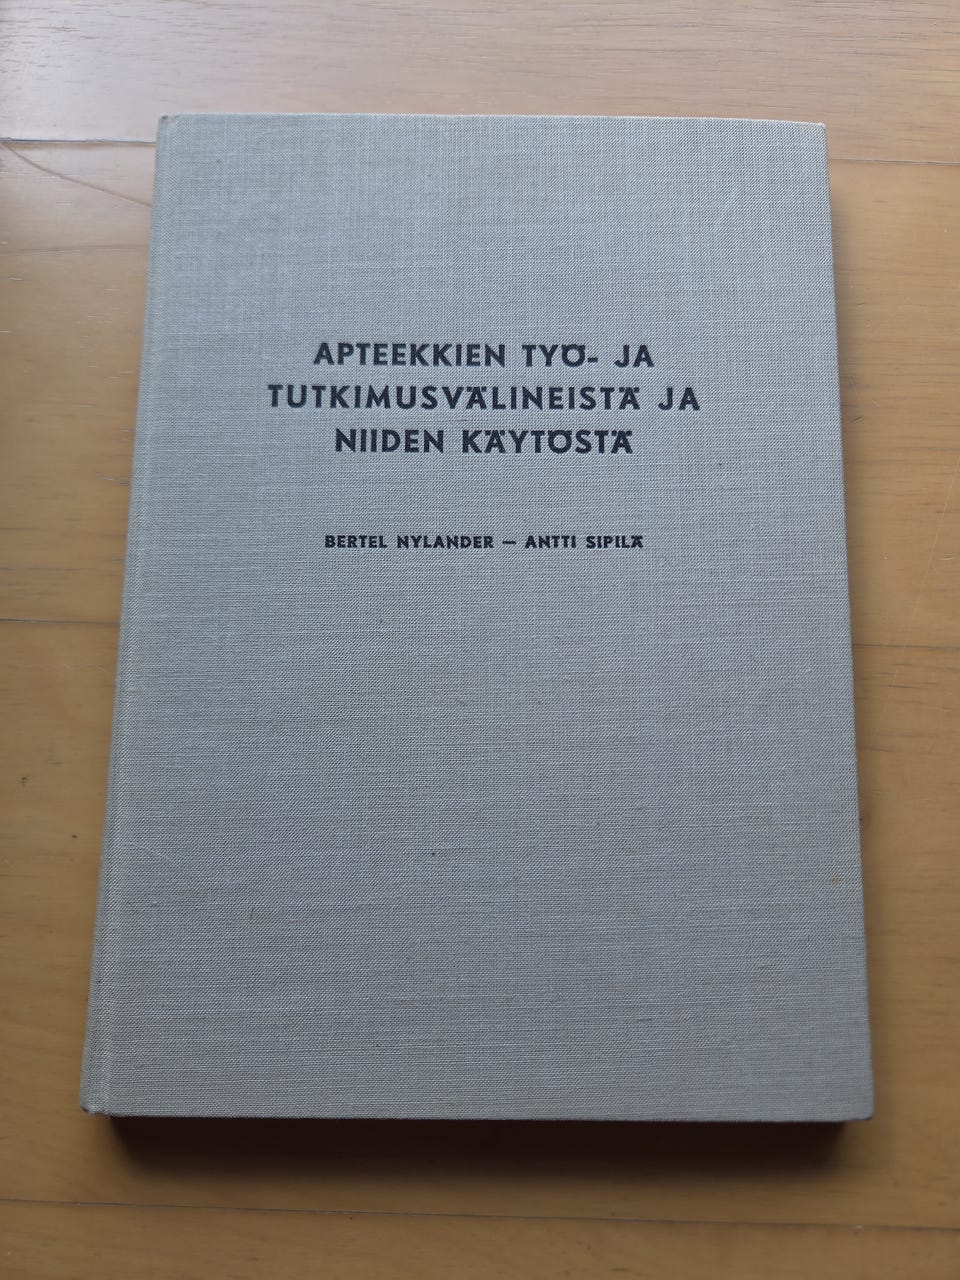 APTEEKKIEN TYÖ- JA
TUTKIMUSVÄLINEISTÄ JA
NIIDEN KÄYTÖSTÄ
BERTEL NYLANDER — ANTTI SIPILÄ